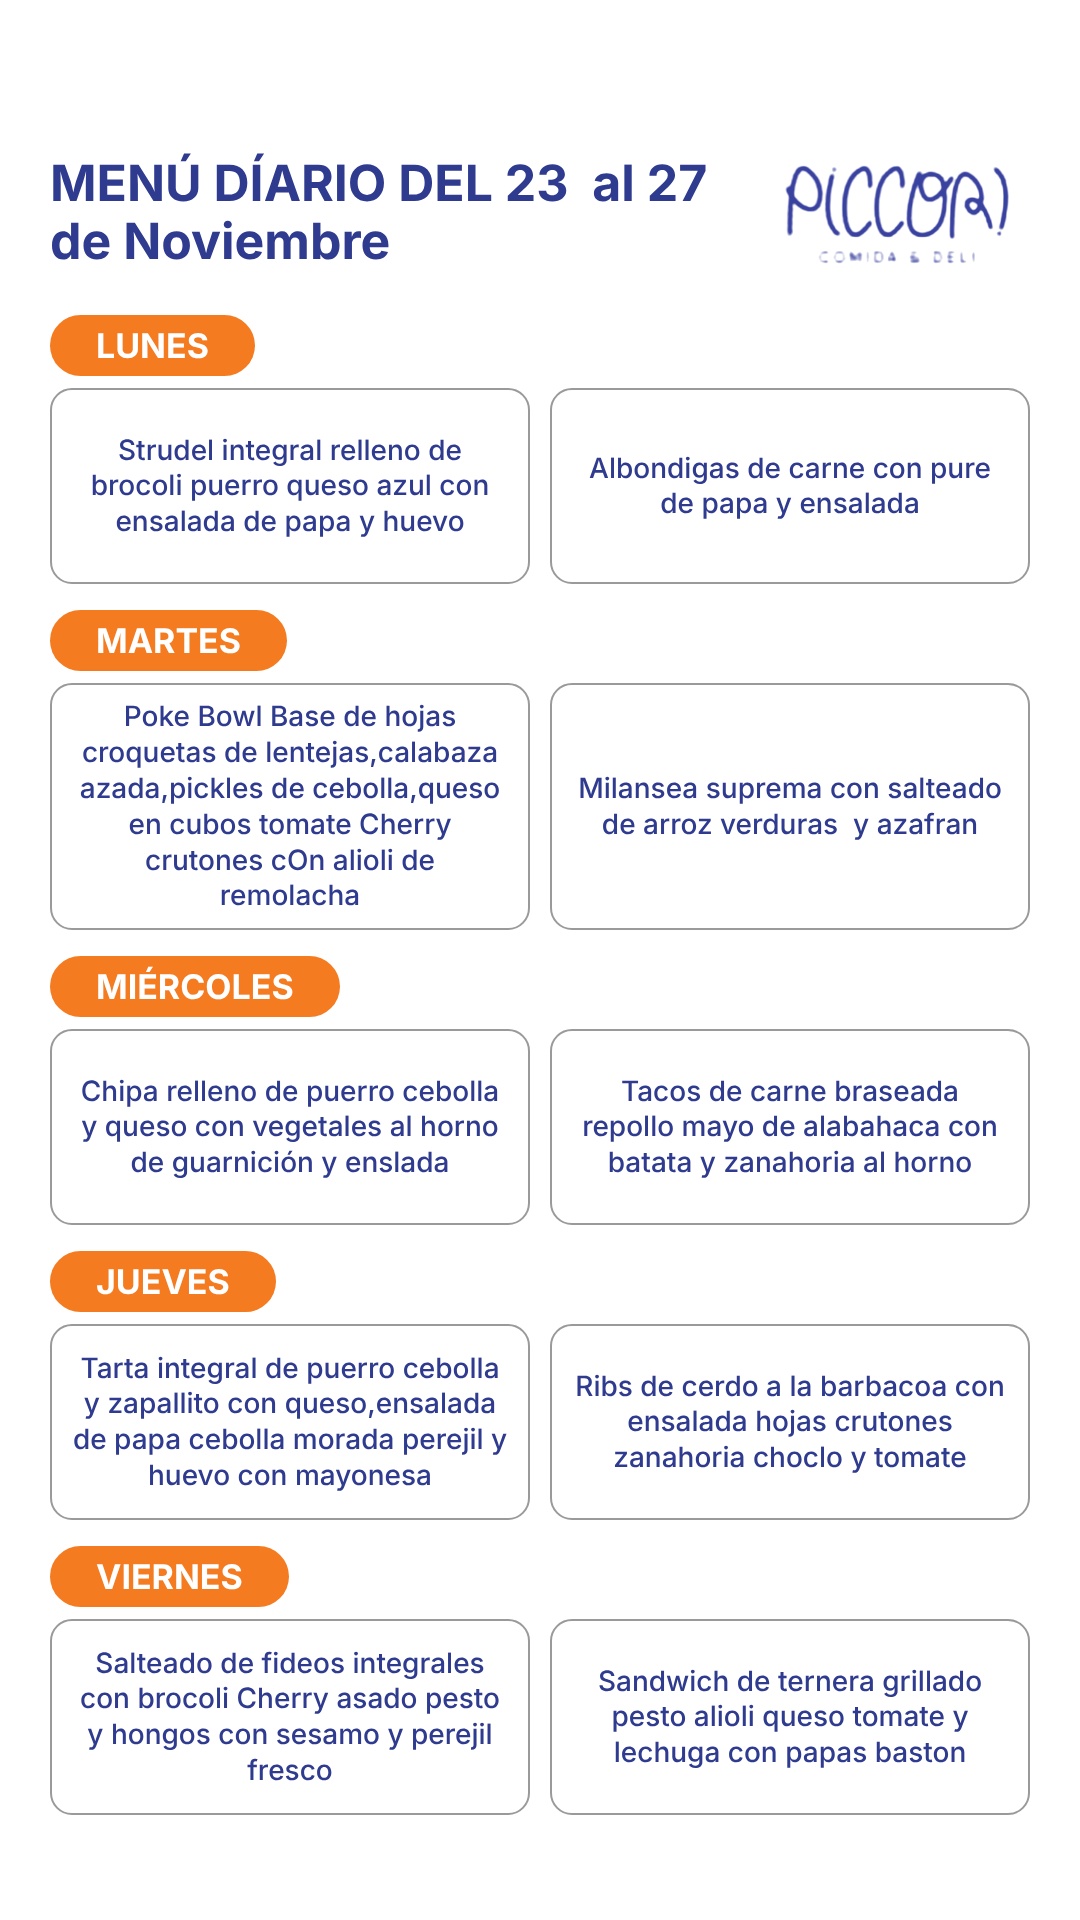 MENÚ DÍARIO DEL 23  al 27
de Noviembre
PICCOR!
COMIDA & DELI
LUNES
Strudel integral relleno de
brocoli puerro queso azul con
ensalada de papa y huevo
Albondigas de carne con pure
de papa y ensalada
MARTES
Poke Bowl Base de hojas
croquetas de lentejas,calabaza
azada,pickles de cebolla,queso
en cubos tomate Cherry
crutones cOn alioli de
remolacha
Milansea suprema con salteado
de arroz verduras  y azafran
MIÉRCOLES
Chipa relleno de puerro cebolla
y queso con vegetales al horno
de guarnición y enslada
Tacos de carne braseada
repollo mayo de alabahaca con
batata y zanahoria al horno
JUEVES
Tarta integral de puerro cebolla
y zapallito con queso,ensalada
de papa cebolla morada perejil y
huevo con mayonesa
Ribs de cerdo a la barbacoa con
ensalada hojas crutones
zanahoria choclo y tomate
VIERNES
Salteado de fideos integrales
con brocoli Cherry asado pesto
y hongos con sesamo y perejil
fresco
Sandwich de ternera grillado
pesto alioli queso tomate y
lechuga con papas baston